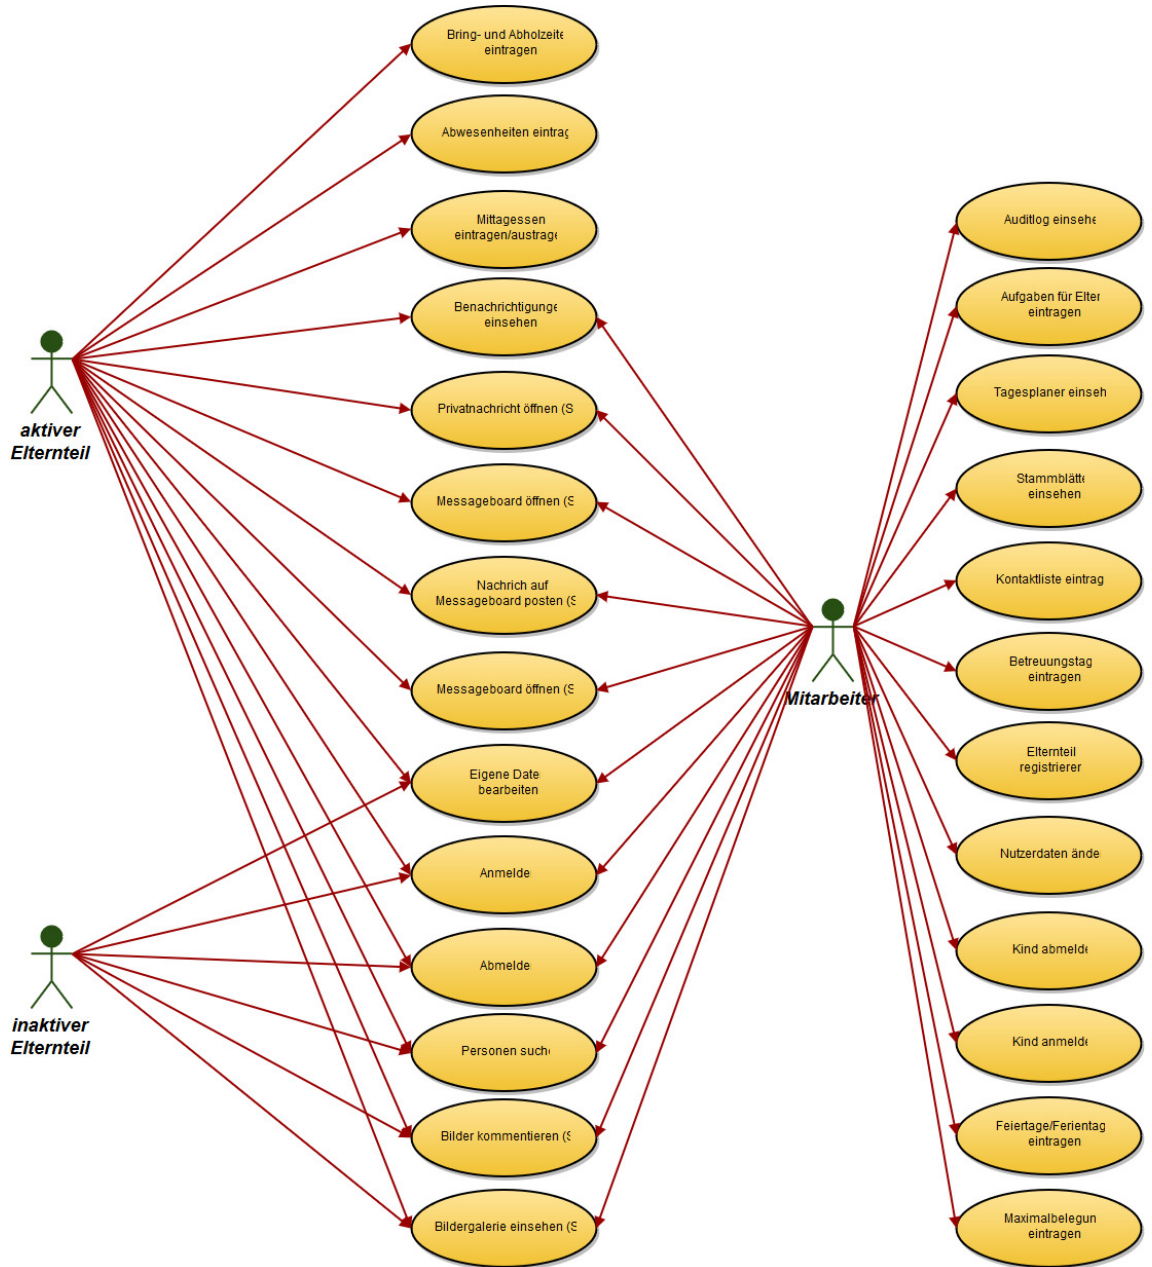 Bring- und Abholzeite
eintragen
Abwesenheiten eintrag
Mittagessen
eintragen/austrage
Benachrichtigunge
einsehen
Privatnachricht öffnen (S
Messageboard öffnen (S
Nachrich auf
Messageboard posten (S
Messageboard öffnen (S
Eigene Date
bearbeiten
Anmelde
Abmelde
Personen suche
Bilder kommentieren (S
Bildergalerie einsehen (S
aktiver
Elternteil
inaktiver
Elternteil
Mitarbeiter
Auditlog einsehe
Aufgaben für Elter
eintragen
Tagesplaner einseh
Stammblätte
einsehen
Kontaktliste eintrag
Betreuungstag
eintragen
Elternteil
registrierer
Nutzerdaten ände
Kind abmelde
Kind anmelde
Feiertage/Ferientag
eintragen
Maximalbelegun
eintragen